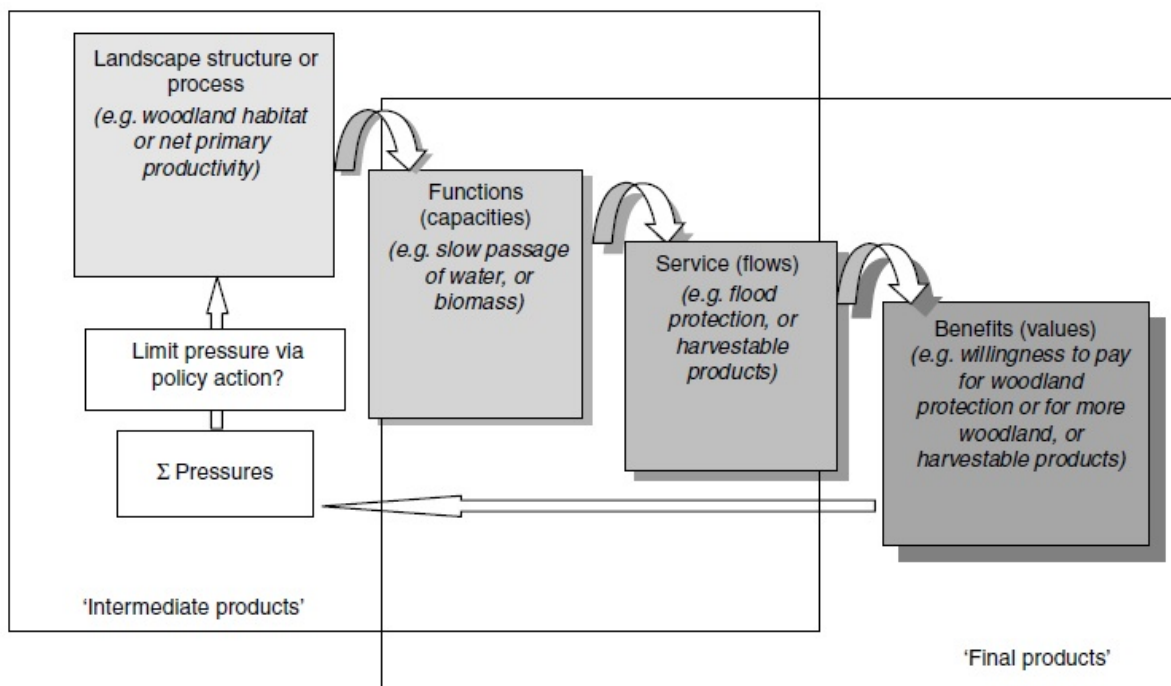 Landscape structure or
process
(e.g. woodland habitat
or net primary
productivity)
Functions
(capacities)
(e.g. slow passage
of water, or
biomass)
Service (flows)
(e.g. flood
protection, or
harvestable
products)
Benefits (values)
(e.g. willingness to pay
for woodland
protection or for more
woodland, or
harvestable products)
Limit pressure via
policy action?
Σ Pressures
‘Intermediate products’
‘Final products’